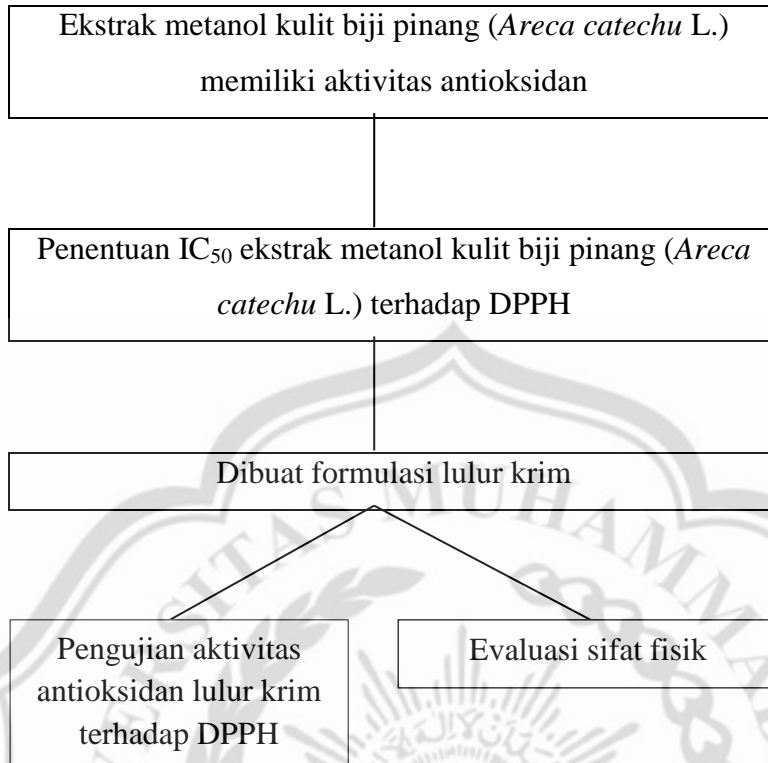 Ekstrak metanol kulit biji pinang (Areca catechu L.)
memiliki aktivitas antioksidan
Penentuan IC₅₀ ekstrak metanol kulit biji pinang (Areca
catechu L.) terhadap DPPH
Dibuat formulasi lulur krim
Pengujian aktivitas
antioksidan lulur krim
terhadap DPPH
Evaluasi sifat fisik